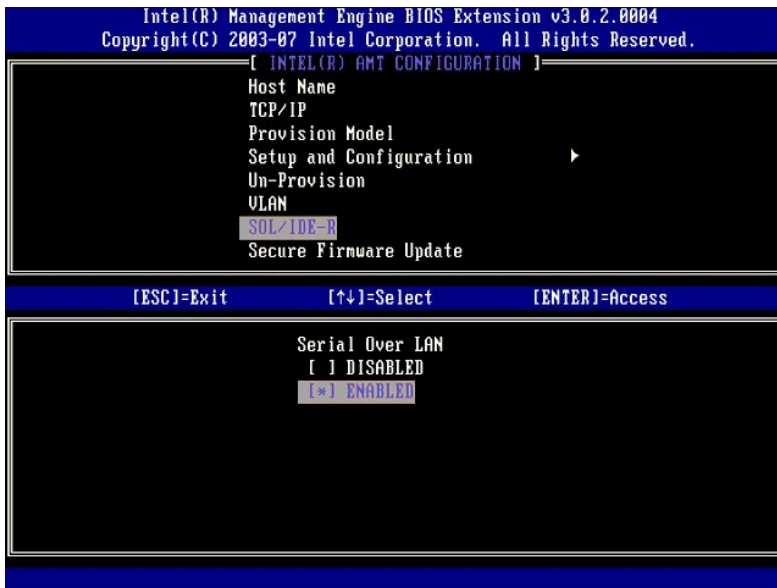 Intel(R) Management Engine BIOS Extension v3.0.2.0004
Copyright(C) 2003-07 Intel Corporation. All Rights Reserved.
[ INTEL(R) AMT CONFIGURATION ]
Host Name
TCP/IP
Provision Model
Setup and Configuration ►
Un-Provision
VLAN
SOL/IDE-R
Secure Firmware Update
[ESC]=Exit [↑↓]=Select [ENTER]=Access
Serial Over LAN
[ ] DISABLED
[*] ENABLED